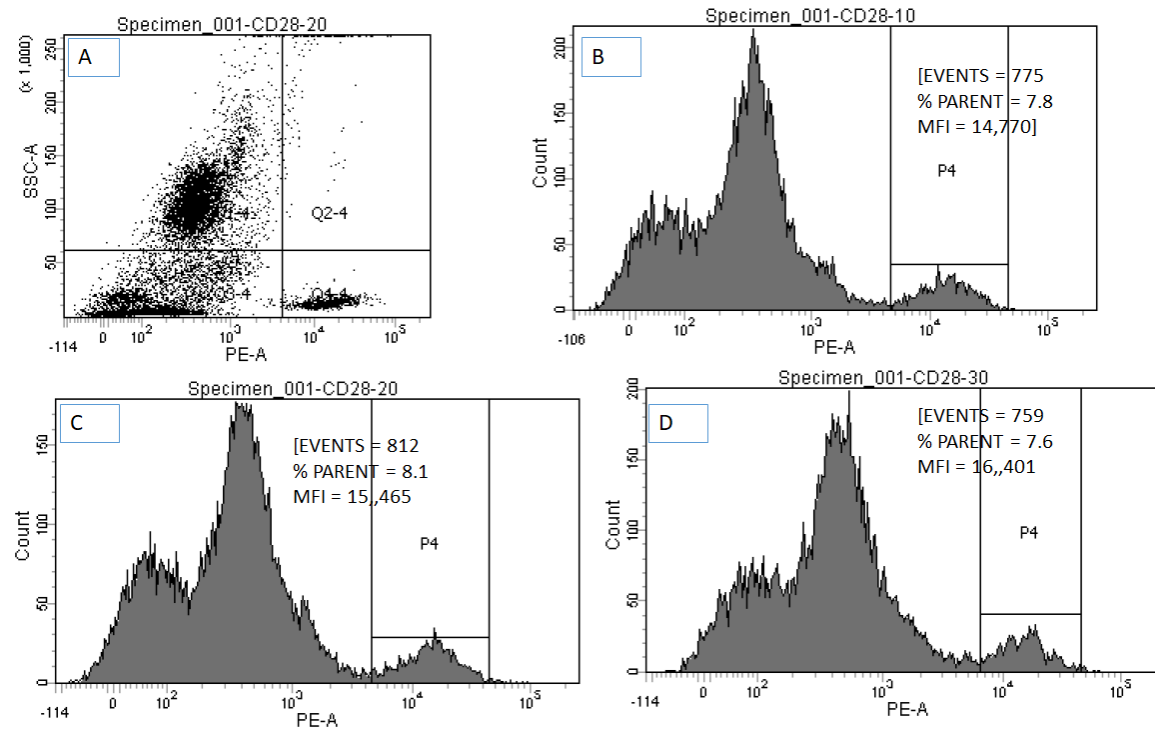 Specimen_001-CD28-20
A
(x 1,000)
SSC-A
250
200
150
100
50
Q2-4
-4
-4
Q4-4
-114
0
10²
10³
10⁴
10⁵
PE-A
Specimen_001-CD28-10
B
[EVENTS = 775
% PARENT = 7.8
MFI = 14,770]
P4
Count
200
150
100
50
0
-106
0
10²
10³
10⁴
10⁵
PE-A
Specimen_001-CD28-20
C
[EVENTS = 812
% PARENT = 8.1
MFI = 15,,465
P4
Count
150
100
50
0
-114
0
10²
10³
10⁴
10⁵
PE-A
Specimen_001-CD28-30
D
[EVENTS = 759
% PARENT = 7.6
MFI = 16,,401
P4
Count
200
150
100
50
0
-114
0
10²
10³
10⁴
10⁵
PE-A